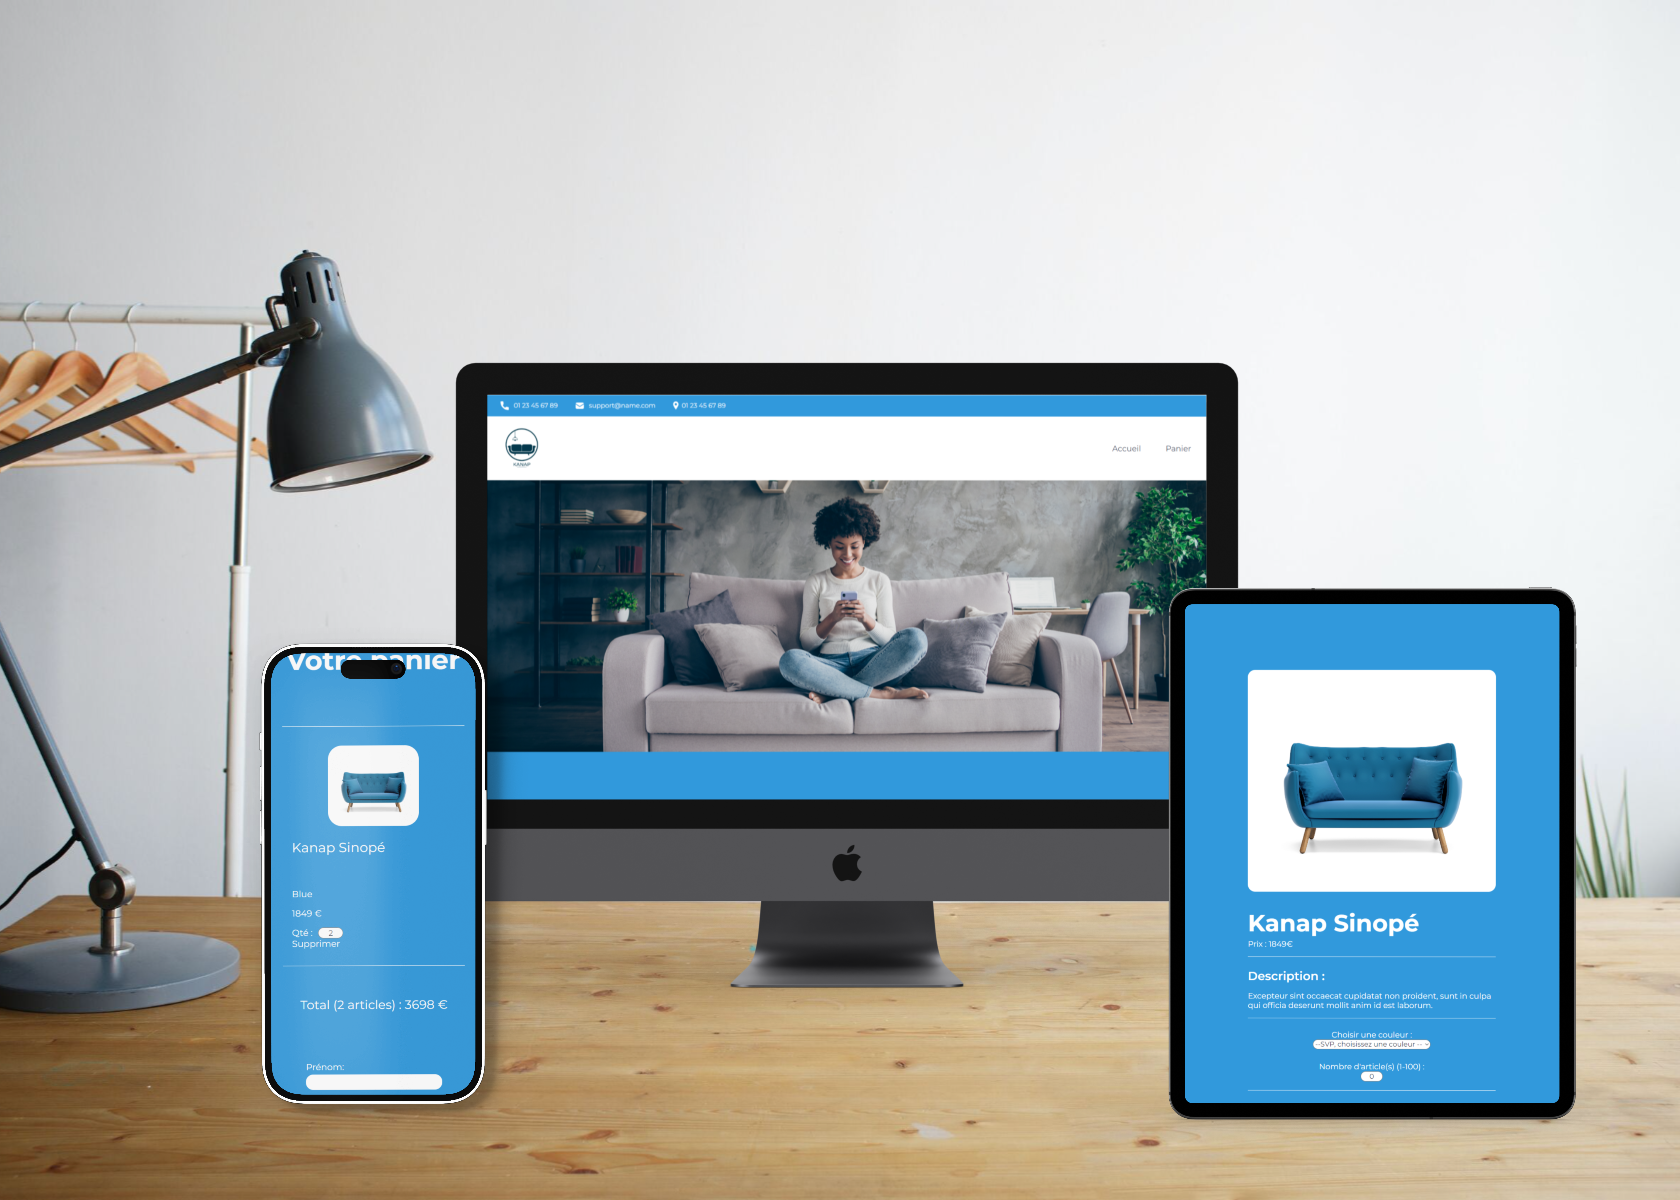 01 23 45 67 89
support@name.com
01 23 45 67 89
KANAP
Accueil
Panier
Votre panier
Kanap Sinopé
Blue
1849 €
Qté : 2
Supprimer
Total (2 articles) : 3698 €
Prénom:
Kanap Sinopé
Prix : 1849€
Description :
Excepteur sint occaecat cupidatat non proident, sunt in culpa
qui officia deserunt mollit anim id est laborum.
Choisir une couleur :
--SVP, choisissez une couleur --
Nombre d'article(s) (1-100) :
0